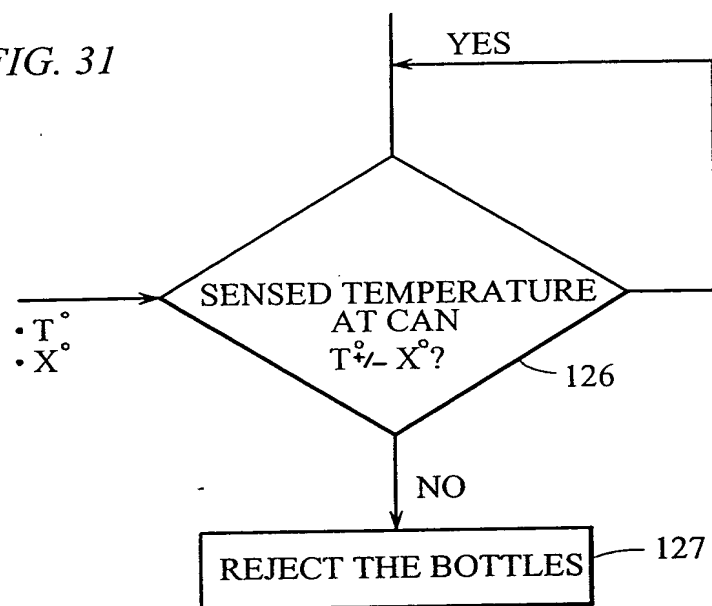 FIG. 31
YES
SENSED TEMPERATURE
AT CAN
T°+/– X°?
• T°
• X°
126
NO
REJECT THE BOTTLES
127